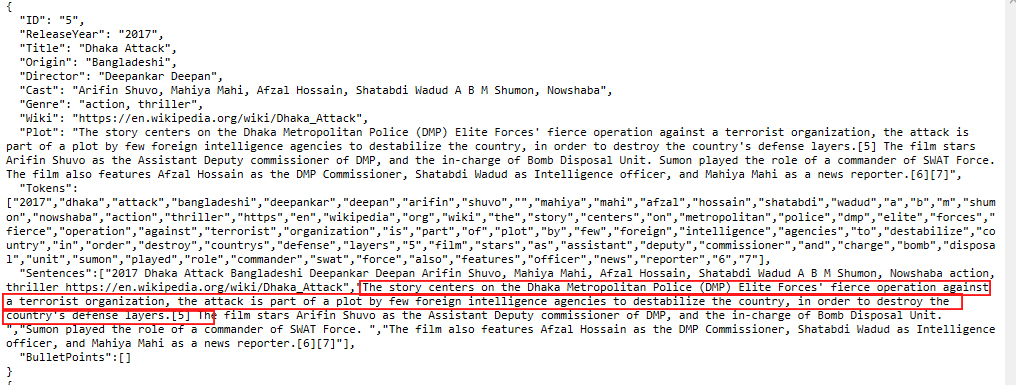 {
"ID": "5",
"ReleaseYear": "2017",
"Title": "Dhaka Attack",
"Origin": "Bangladeshi",
"Director": "Deepankar Deepan",
"Cast": "Arifin Shuvo, Mahiya Mahi, Afzal Hossain, Shatabdi Wadud A B M Shumon, Nowshaba",
"Genre": "action, thriller",
"Wiki": "https://en.wikipedia.org/wiki/Dhaka_Attack",
"Plot": "The story centers on the Dhaka Metropolitan Police (DMP) Elite Forces' fierce operation against a terrorist organization, the attack is
part of a plot by few foreign intelligence agencies to destabilize the country, in order to destroy the country's defense layers.[5] The film stars
Arifin Shuvo as the Assistant Deputy commissioner of DMP, and the in-charge of Bomb Disposal Unit. Sumon played the role of a commander of SWAT Force.
The film also features Afzal Hossain as the DMP Commissioner, Shatabdi Wadud as Intelligence officer, and Mahiya Mahi as a news reporter.[6][7]",
"Tokens":
["2017","dhaka","attack","bangladeshi","deepankar","deepan","arifin","shuvo","","mahiya","mahi","afzal","hossain","shatabdi","wadud","a","b","m","shum
on","nowshaba","action","thriller","https","en","wikipedia","org","wiki","the","story","centers","on","metropolitan","police","dmp","elite","forces","
fierce","operation","against","terrorist","organization","is","part","of","plot","by","few","foreign","intelligence","agencies","to","destabilize","co
untry","in","order","destroy","countrys","defense","layers","5","film","stars","as","assistant","deputy","commissioner","and","charge","bomb","disposa
l","unit","sumon","played","role","commander","swat","force","also","features","officer","news","reporter","6","7"],
"Sentences":["2017 Dhaka Attack Bangladeshi Deepankar Deepan Arifin Shuvo, Mahiya Mahi, Afzal Hossain, Shatabdi Wadud A B M Shumon, Nowshaba action,
thriller https://en.wikipedia.org/wiki/Dhaka_Attack","The story centers on the Dhaka Metropolitan Police (DMP) Elite Forces' fierce operation against
a terrorist organization, the attack is part of a plot by few foreign intelligence agencies to destabilize the country, in order to destroy the
country's defense layers.[5] The film stars Arifin Shuvo as the Assistant Deputy commissioner of DMP, and the in-charge of Bomb Disposal Unit.
","Sumon played the role of a commander of SWAT Force. ","The film also features Afzal Hossain as the DMP Commissioner, Shatabdi Wadud as Intelligence
officer, and Mahiya Mahi as a news reporter.[6][7]"],
"BulletPoints":[]
}